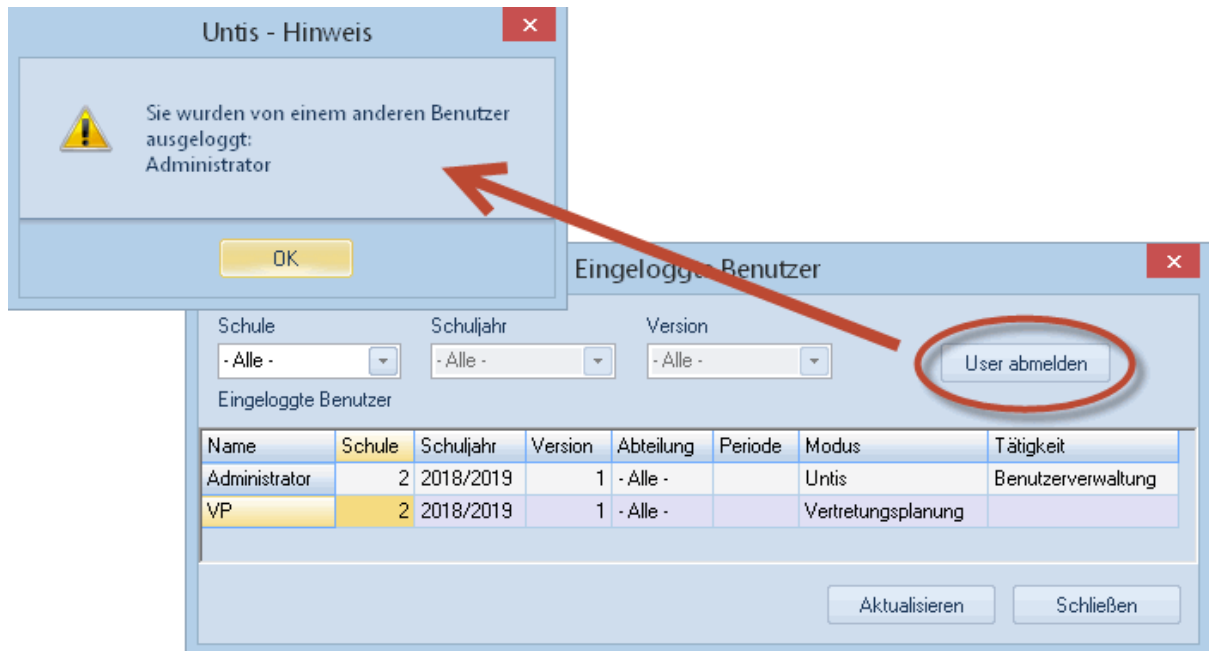 Untis - Hinweis
Sie wurden von einem anderen Benutzer
ausgeloggt:
Administrator
OK
Eingeloggte Benutzer
Schule Schuljahr Version
- Alle - - Alle - - Alle - User abmelden
Eingeloggte Benutzer
Name Schule Schuljahr Version Abteilung Periode Modus Tätigkeit
Administrator 2 2018/2019 1 - Alle - Untis Benutzerverwaltung
VP 2 2018/2019 1 - Alle - Vertretungsplanung
Aktualisieren Schließen